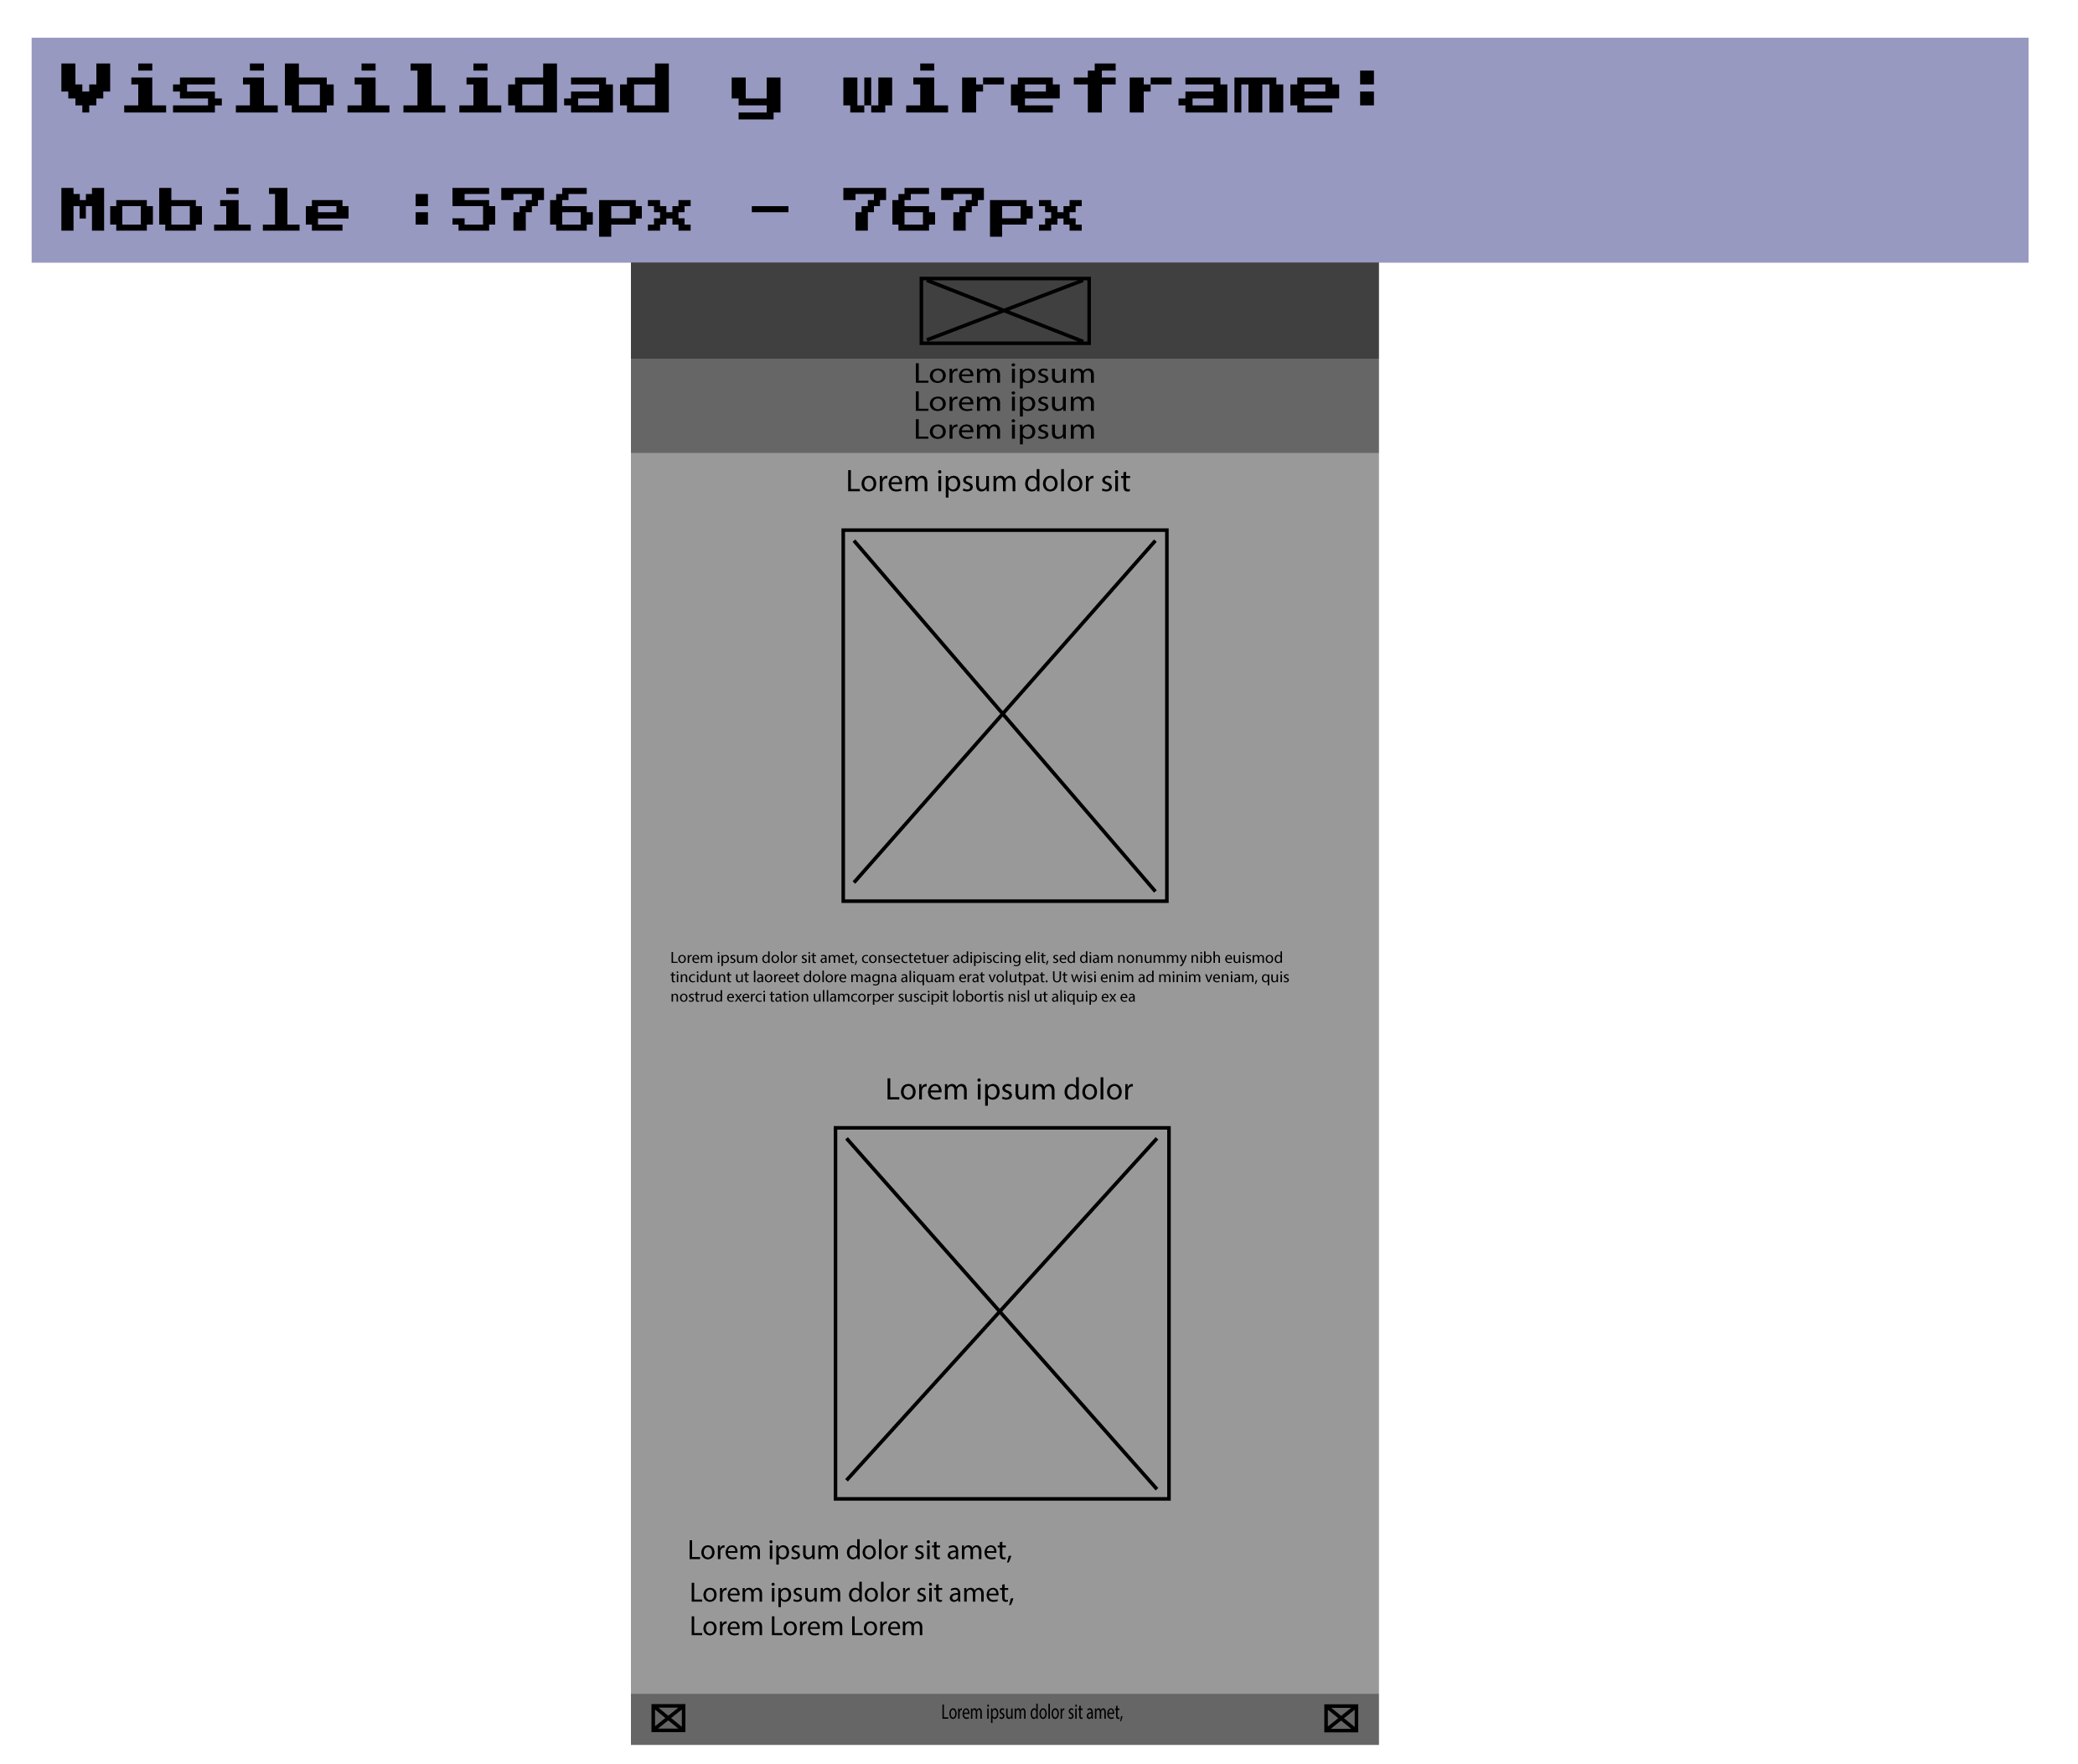 Visibilidad y wireframe:
Mobile :576px - 767px
Lorem ipsum
Lorem ipsum
Lorem ipsum
Lorem ipsum dolor sit
Lorem ipsum dolor sit amet, consectetuer adipiscing elit, sed diam nonummy nibh euismod
tincidunt ut laoreet dolore magna aliquam erat volutpat. Ut wisi enim ad minim veniam, quis
nostrud exerci tation ullamcorper suscipit lobortis nisl ut aliquip ex ea
Lorem ipsum dolor
Lorem ipsum dolor sit amet,
Lorem ipsum dolor sit amet,
Lorem Lorem Lorem
Lorem ipsum dolor sit amet,